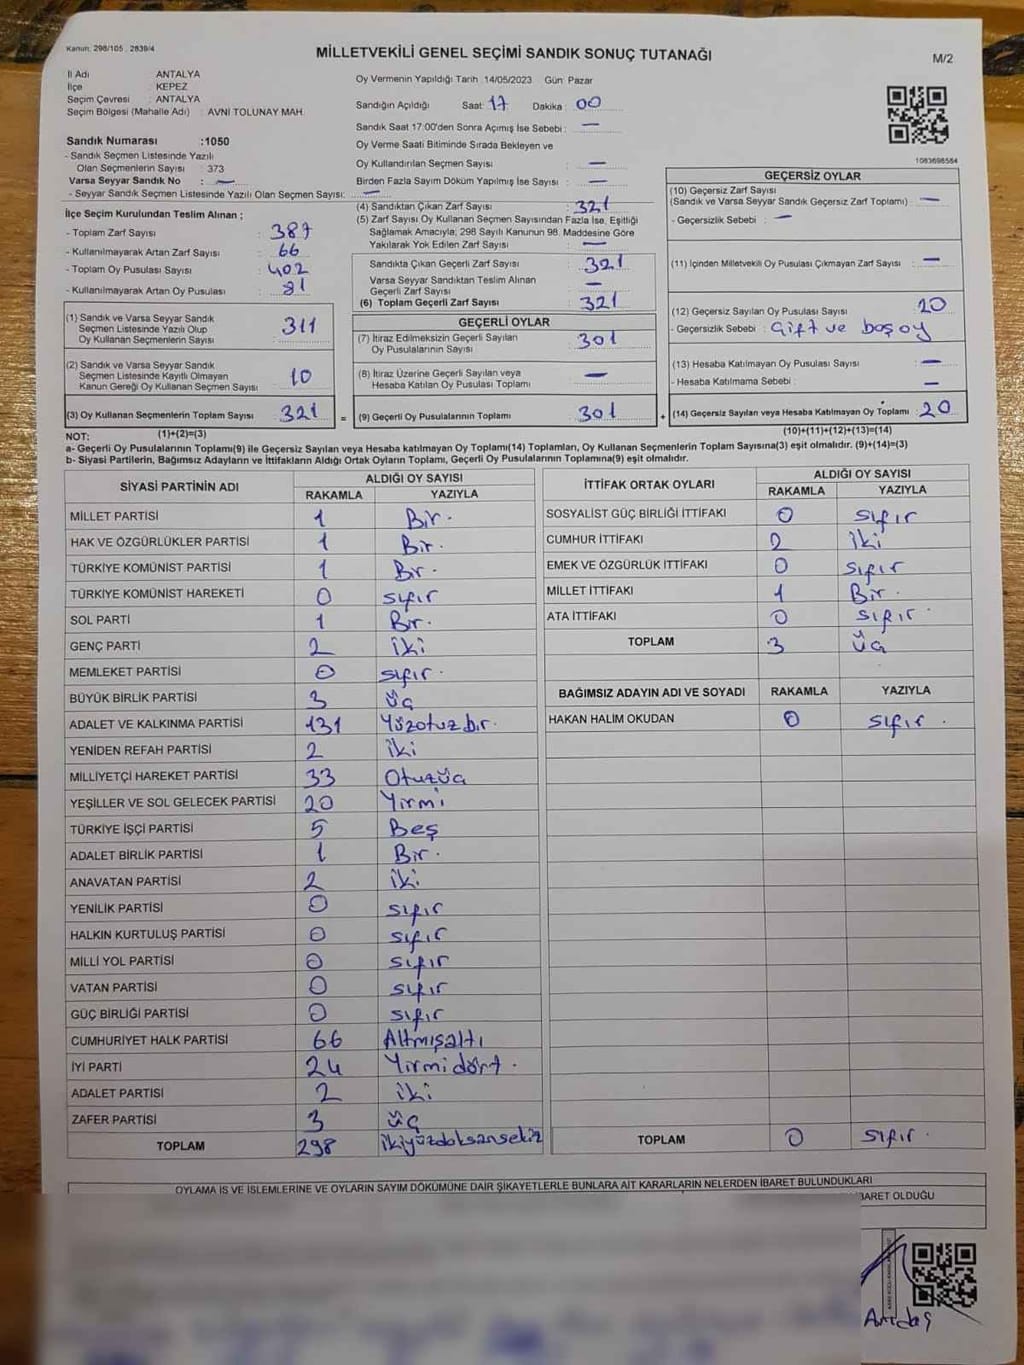 Kanun: 298/105 , 2839/4
MİLLETVEKİLİ GENEL SEÇİMİ SANDIK SONUÇ TUTANAĞI
M/2
İl Adı : ANTALYA
İlçe : KEPEZ
Seçim Çevresi : ANTALYA
Seçim Bölgesi (Mahalle Adı) : AVNİ TOLUNAY MAH.
Sandık Numarası :1050
- Sandık Seçmen Listesinde Yazılı
Olan Seçmenlerin Sayısı : 373
Varsa Seyyar Sandık No : —
- Seyyar Sandık Seçmen Listesinde Yazılı Olan Seçmen Sayısı: —
İlçe Seçim Kurulundan Teslim Alınan ;
- Toplam Zarf Sayısı : 387
- Kullanılmayarak Artan Zarf Sayısı : 66
- Toplam Oy Pusulası Sayısı : 402
- Kullanılmayarak Artan Oy Pusulası : 81
(1) Sandık ve Varsa Seyyar Sandık
Seçmen Listesinde Yazılı Olup
Oy Kullanan Seçmenlerin Sayısı : 311
(2) Sandık ve Varsa Seyyar Sandık
Seçmen Listesinde Kayıtlı Olmayan
Kanun Gereği Oy Kullanan Seçmen Sayısı : 10
(3) Oy Kullanan Seçmenlerin Toplam Sayısı : 321 =
(1)+(2)=(3)
Oy Vermenin Yapıldığı Tarih 14/05/2023 Gün: Pazar
Sandığın Açıldığı Saat: 17 Dakika : 00
Sandık Saat 17:00'den Sonra Açımış İse Sebebi : —
Oy Verme Saati Bitiminde Sırada Bekleyen ve
Oy Kullandırılan Seçmen Sayısı : —
Birden Fazla Sayım Döküm Yapılmış İse Sayısı : —
(4) Sandıktan Çıkan Zarf Sayısı : 321
(5) Zarf Sayısı Oy Kullanan Seçmen Sayısından Fazla İse, Eşitliği
Sağlamak Amacıyla; 298 Sayılı Kanunun 98. Maddesine Göre
Yakılarak Yok Edilen Zarf Sayısı : —
Sandıkta Çıkan Geçerli Zarf Sayısı : 321
Varsa Seyyar Sandıktan Teslim Alınan
Geçerli Zarf Sayısı : —
(6) Toplam Geçerli Zarf Sayısı : 321
GEÇERLİ OYLAR
(7) İtiraz Edilmeksizin Geçerli Sayılan
Oy Pusulalarının Sayısı : 301
(8) İtiraz Üzerine Geçerli Sayılan veya
Hesaba Katılan Oy Pusulası Toplamı : —
(9) Geçerli Oy Pusulalarının Toplamı : 301 +
1083698584
GEÇERSİZ OYLAR
(10) Geçersiz Zarf Sayısı
(Sandık ve Varsa Seyyar Sandık Geçersiz Zarf Toplamı) : —
- Geçersizlik Sebebi : —
(11) İçinden Milletvekili Oy Pusulası Çıkmayan Zarf Sayısı : —
(12) Geçersiz Sayılan Oy Pusulası Sayısı : 20
- Geçersizlik Sebebi : Çift ve boş oy
(13) Hesaba Katılmayan Oy Pusulası Sayısı : —
- Hesaba Katılmama Sebebi : —
(14) Geçersiz Sayılan veya Hesaba Katılmayan Oy Toplamı : 20
(10)+(11)+(12)+(13)=(14)
NOT:
a- Geçerli Oy Pusulalarının Toplamı(9) ile Geçersiz Sayılan veya Hesaba katılmayan Oy Toplamı(14) Toplamları, Oy Kullanan Seçmenlerin Toplam Sayısına(3) eşit olmalıdır. (9)+(14)=(3)
b- Siyasi Partilerin, Bağımsız Adayların ve İttifakların Aldığı Ortak Oyların Toplamı, Geçerli Oy Pusulalarının Toplamına(9) eşit olmalıdır.
SİYASİ PARTİNİN ADI ALDIĞI OY SAYISI
RAKAMLA YAZIYLA
MİLLET PARTİSİ 1 Bir.
HAK VE ÖZGÜRLÜKLER PARTİSİ 1 Bir.
TÜRKİYE KOMÜNİST PARTİSİ 1 Bir.
TÜRKİYE KOMÜNİST HAREKETİ 0 sıfır
SOL PARTİ 1 Bir.
GENÇ PARTİ 2 iki
MEMLEKET PARTİSİ 0 sıfır.
BÜYÜK BİRLİK PARTİSİ 3 üç
ADALET VE KALKINMA PARTİSİ 131 Yüzotuzbir.
YENİDEN REFAH PARTİSİ 2 iki
MİLLİYETÇİ HAREKET PARTİSİ 33 Otuzüç
YEŞİLLER VE SOL GELECEK PARTİSİ 20 Yirmi
TÜRKİYE İŞÇİ PARTİSİ 5 Beş
ADALET BİRLİK PARTİSİ 1 Bir.
ANAVATAN PARTİSİ 2 iki
YENİLİK PARTİSİ 0 sıfır
HALKIN KURTULUŞ PARTİSİ 0 sıfır
MİLLİ YOL PARTİSİ 0 sıfır
VATAN PARTİSİ 0 sıfır
GÜÇ BİRLİĞİ PARTİSİ 0 sıfır
CUMHURİYET HALK PARTİSİ 66 Altmışaltı
İYİ PARTİ 24 Yirmidört.
ADALET PARTİSİ 2 iki
ZAFER PARTİSİ 3 üç
TOPLAM 298 ikiyüzdoksansekiz
İTTİFAK ORTAK OYLARI ALDIĞI OY SAYISI
RAKAMLA YAZIYLA
SOSYALİST GÜÇ BİRLİĞİ İTTİFAKI 0 sıfır
CUMHUR İTTİFAKI 2 iki
EMEK VE ÖZGÜRLÜK İTTİFAKI 0 sıfır
MİLLET İTTİFAKI 1 Bir.
ATA İTTİFAKI 0 sıfır.
TOPLAM 3 üç
BAĞIMSIZ ADAYIN ADI VE SOYADI RAKAMLA YAZIYLA
HAKAN HALİM OKUDAN 0 sıfır.
TOPLAM 0 sıfır.
OYLAMA İS VE İSLEMLERİNE VE OYLARIN SAYIM DÖKÜMÜNE DAİR ŞİKAYETLERLE BUNLARA AİT KARARLARIN NELERDEN İBARET BULUNDUKLARI
BARET OLDUĞU